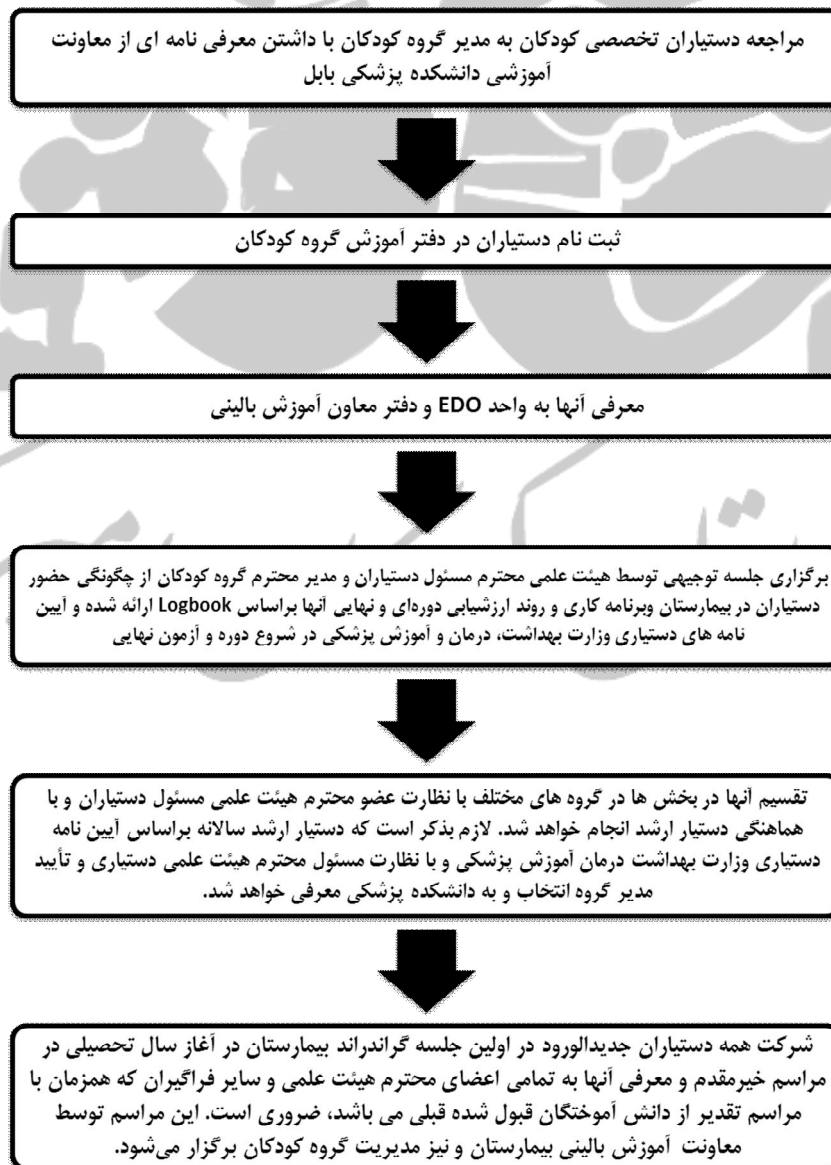 مراجعه دستیاران تخصصی کودکان به مدیر گروه کودکان با داشتن معرفی نامه ای از معاونت
آموزشی دانشکده پزشکی بابل
ثبت نام دستیاران در دفتر آموزش گروه کودکان
معرفی آنها به واحد EDO و دفتر معاون آموزش بالینی
برگزاری جلسه توجیهی توسط هیئت علمی محترم مسئول دستیاران و مدیر محترم گروه کودکان از چگونگی حضور
دستیاران در بیمارستان وبرنامه کاری و روند ارزشیابی دوره‌ای و نهایی آنها براساس Logbook ارائه شده و آیین
نامه های دستیاری وزارت بهداشت، درمان و آموزش پزشکی در شروع دوره و آزمون نهایی
تقسیم آنها در بخش ها در گروه های مختلف با نظارت عضو محترم هیئت علمی مسئول دستیاران و با
هماهنگی دستیار ارشد انجام خواهد شد. لازم بذکر است که دستیار ارشد سالانه براساس آیین نامه
دستیاری وزارت بهداشت درمان آموزش پزشکی و با نظارت مسئول محترم هیئت علمی دستیاری و تأیید
مدیر گروه انتخاب و به دانشکده پزشکی معرفی خواهد شد.
شرکت همه دستیاران جدیدالورود در اولین جلسه گراندراند بیمارستان در آغاز سال تحصیلی در
مراسم خیرمقدم و معرفی آنها به تمامی اعضای محترم هیئت علمی و سایر فراگیران که همزمان با
مراسم تقدیر از دانش آموختگان قبول شده قبلی می باشد، ضروری است. این مراسم توسط
معاونت آموزش بالینی بیمارستان و نیز مدیریت گروه کودکان برگزار می‌شود.